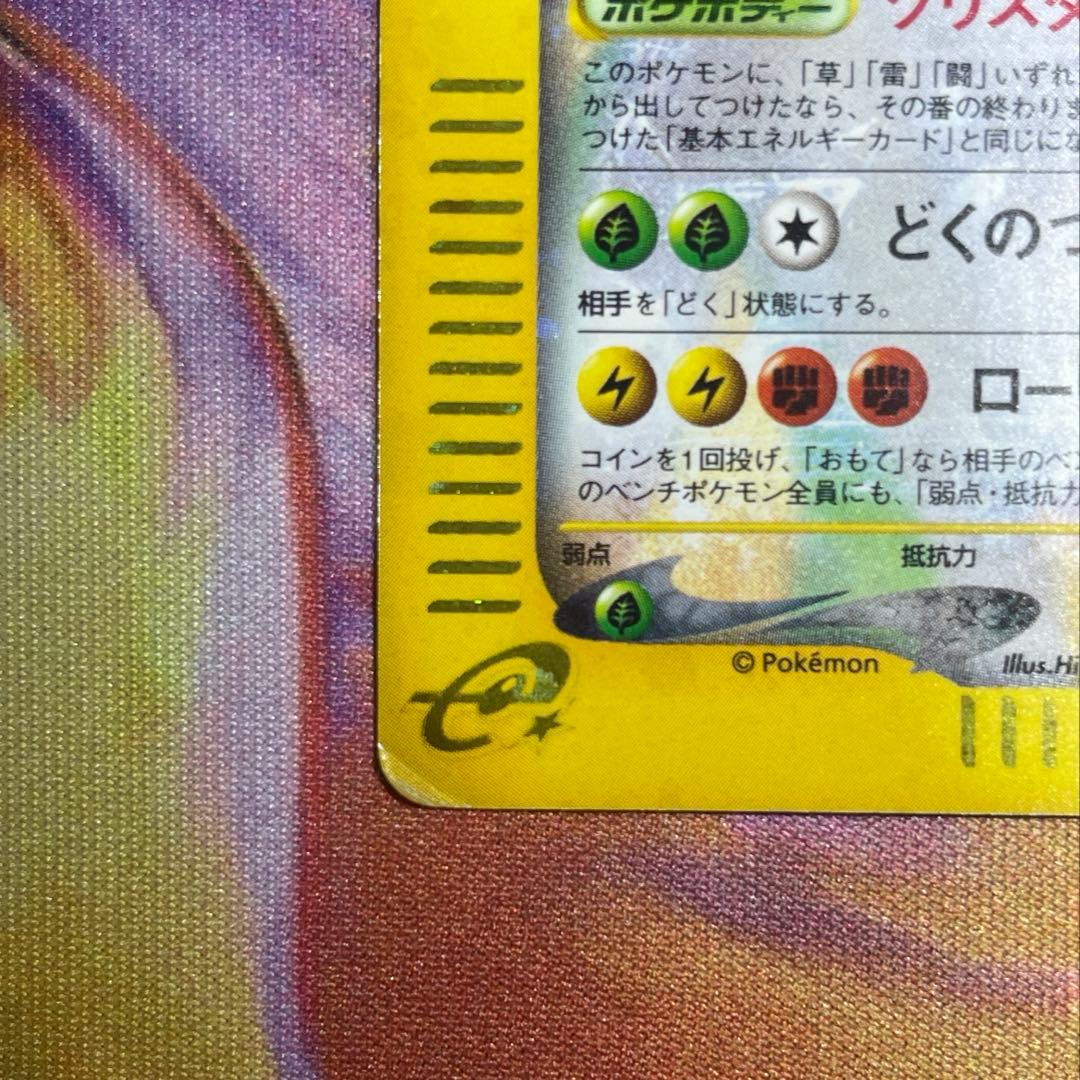 ポケボディー クリスタ
このポケモンに、「草」「雷」「闘」いずれ
から出してつけたなら、その番の終わりま
つけた「基本エネルギーカード」と同じにな
どくのつ
相手を「どく」状態にする。
ロー
コインを1回投げ、「おもて」なら相手のベン
のベンチポケモン全員にも、「弱点・抵抗力
弱点 抵抗力
© Pokémon Illus.Hi